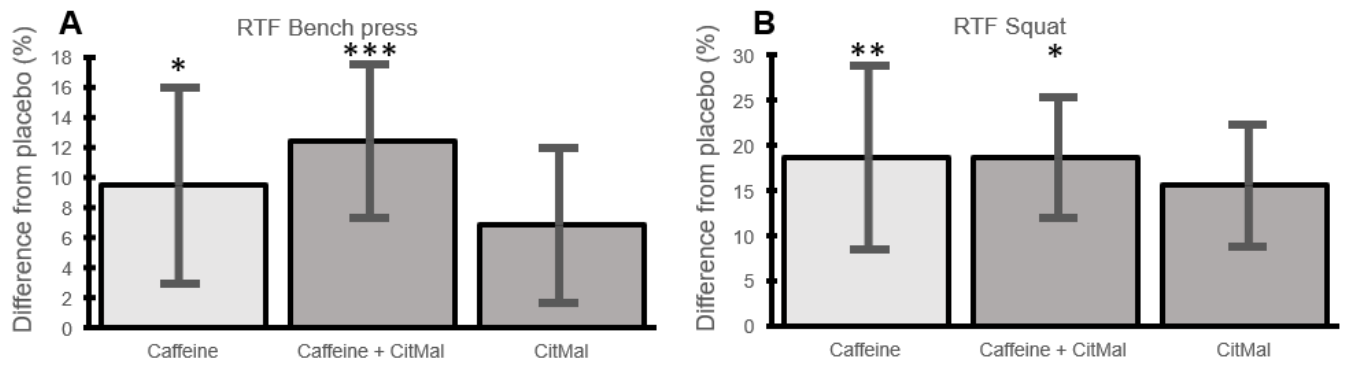 A
RTF Bench press
Difference from placebo (%)
18
16
14
12
10
8
6
4
2
0
*
***
Caffeine
Caffeine + CitMal
CitMal
B
RTF Squat
Difference from placebo (%)
30
25
20
15
10
5
0
**
*
Caffeine
Caffeine + CitMal
CitMal